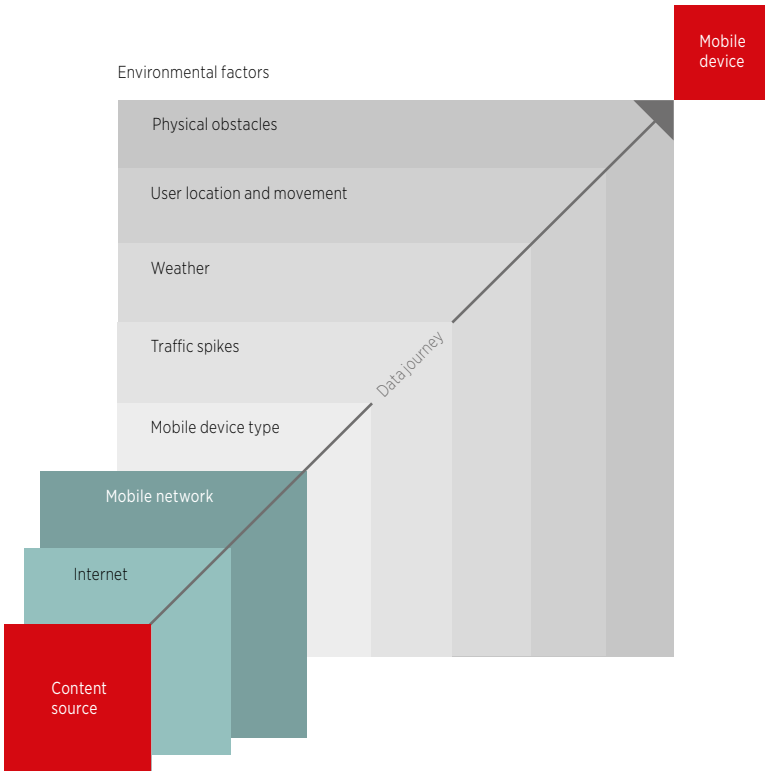 Mobile
device
Environmental factors
Physical obstacles
User location and movement
Weather
Traffic spikes
Data journey
Mobile device type
Mobile network
Internet
Content
source